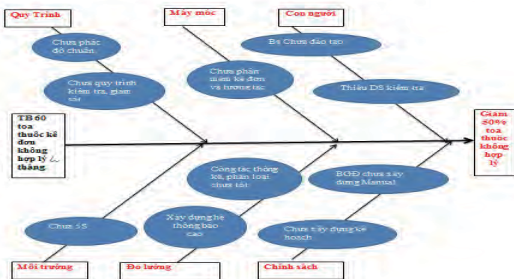 Quy Trình
Máy móc
Con người
Chưa phác
đồ chuẩn
Bs Chưa đào tạo
Chưa quy trình
kiểm tra, giám
sát
Chưa phần
mềm kê đơn
và tương tác
Thiếu DS kiểm tra
TB 60
toa
thuốc kê
đơn
không
hợp lý /
tháng
Giảm
50%
toa
thuốc
không
hợp
lý
Công tác thống
kê, phân loại
chưa tốt
BGĐ chưa xây
dựng Manual
Chưa 5S
Xây dựng hệ
thống báo
cáo
Chưa xây dựng kế
hoạch
Môi trường
Đo lường
Chính sách